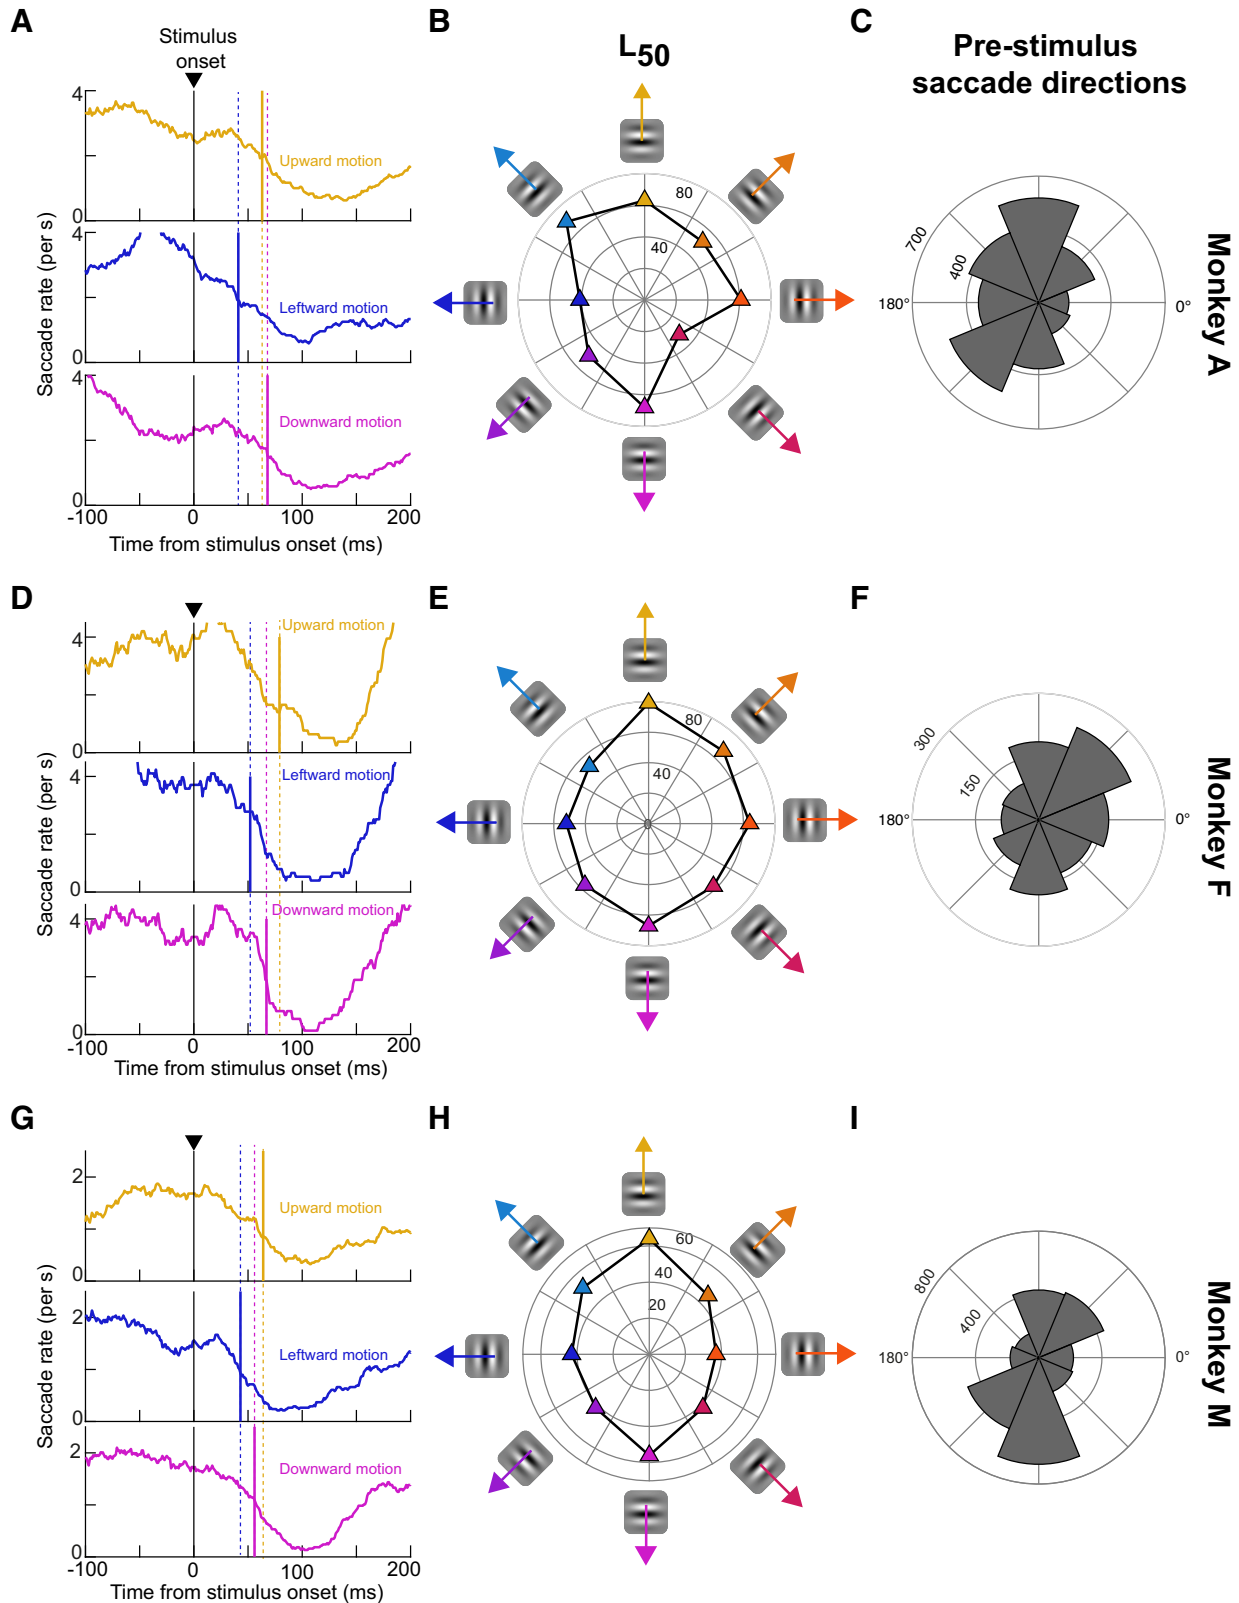 A
Stimulus
onset
B
L50
C
Pre-stimulus
saccade directions
4
Upward motion
0
4
Leftward motion
0
4
Downward motion
0
-100
0
100
200
Saccade rate (per s)
Time from stimulus onset (ms)
80
40
700
400
180°
0°
Monkey A
D
E
F
4
Upward motion
0
4
Leftward motion
0
4
Downward motion
0
-100
0
100
200
Saccade rate (per s)
Time from stimulus onset (ms)
80
40
0
300
150
180°
0°
Monkey F
G
H
I
2
Upward motion
0
2
Leftward motion
0
2
Downward motion
0
-100
0
100
200
Saccade rate (per s)
Time from stimulus onset (ms)
60
40
20
800
400
180°
0°
Monkey M